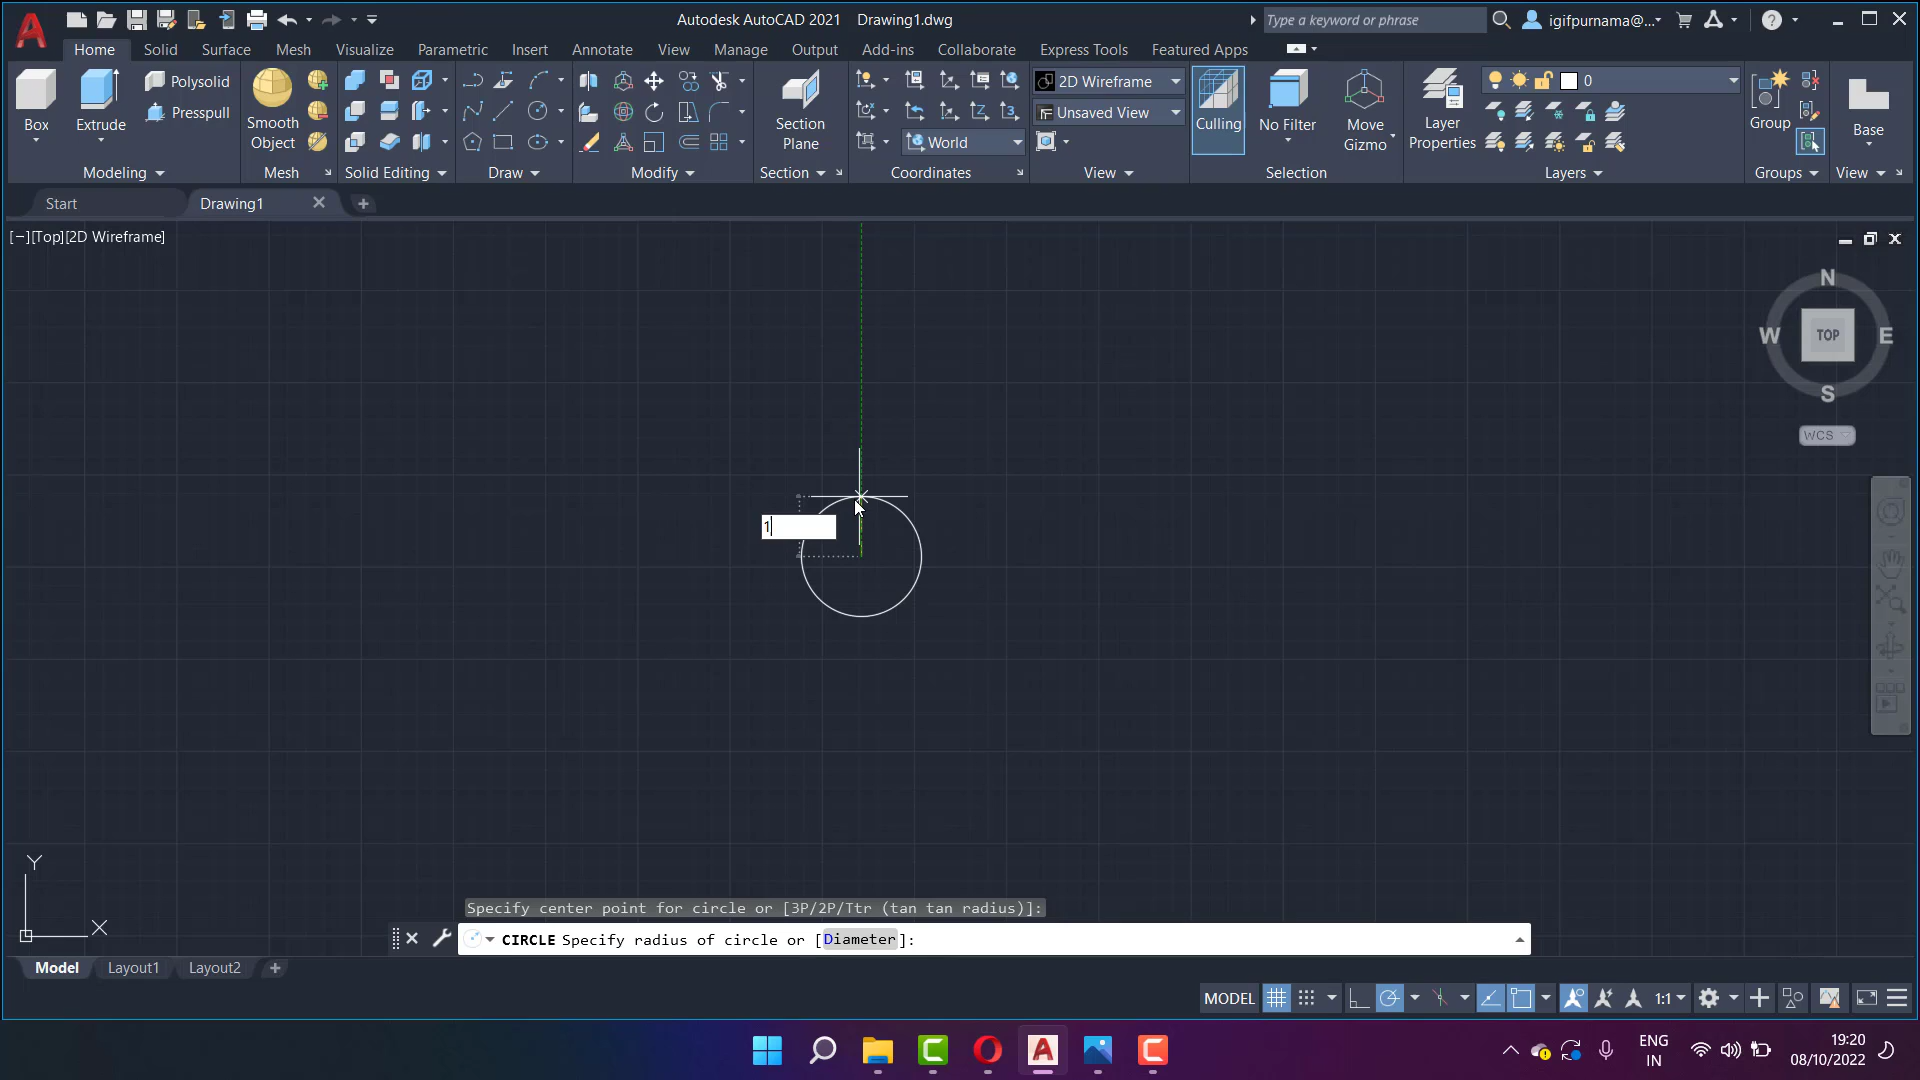 Autodesk AutoCAD 2021 Drawing1.dwg
Type a keyword or phrase
igifpurnama@...
Home Solid Surface Mesh Visualize Parametric Insert Annotate View Manage Output Add-ins Collaborate Express Tools Featured Apps
Box
Extrude
Polysolid
Presspull
Smooth
Object
Section
Plane
World
2D Wireframe
Unsaved View
Culling
No Filter
Move
Gizmo
Layer
Properties
0
Group
Base
Modeling Mesh Solid Editing Draw Modify Section Coordinates View Selection Layers Groups View
Start Drawing1
[−][Top][2D Wireframe]
N
W TOP E
S
WCS
1
Y
X
Specify center point for circle or [3P/2P/Ttr (tan tan radius)]:
CIRCLE Specify radius of circle or [Diameter]:
Model Layout1 Layout2
MODEL 1:1
ENG
IN
19:20
08/10/2022